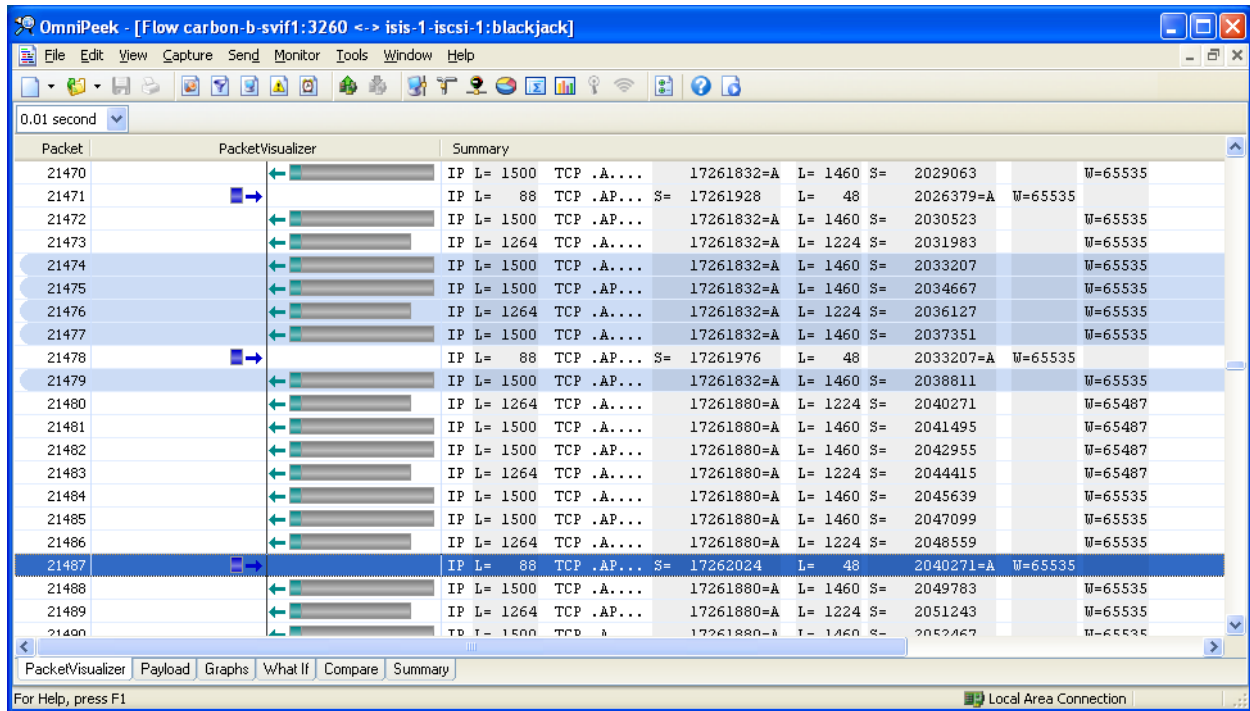 OmniPeek - [Flow carbon-b-svif1:3260 <-> isis-1-iscsi-1:blackjack]
File Edit View Capture Send Monitor Tools Window Help
0.01 second
Packet PacketVisualizer Summary
21470 IP L= 1500 TCP .A.... 17261832=A L= 1460 S= 2029063 W=65535
21471 IP L= 88 TCP .AP... S= 17261928 L= 48 2026379=A W=65535
21472 IP L= 1500 TCP .AP... 17261832=A L= 1460 S= 2030523 W=65535
21473 IP L= 1264 TCP .A.... 17261832=A L= 1224 S= 2031983 W=65535
21474 IP L= 1500 TCP .A.... 17261832=A L= 1460 S= 2033207 W=65535
21475 IP L= 1500 TCP .AP... 17261832=A L= 1460 S= 2034667 W=65535
21476 IP L= 1264 TCP .A.... 17261832=A L= 1224 S= 2036127 W=65535
21477 IP L= 1500 TCP .A.... 17261832=A L= 1460 S= 2037351 W=65535
21478 IP L= 88 TCP .AP... S= 17261976 L= 48 2033207=A W=65535
21479 IP L= 1500 TCP .AP... 17261832=A L= 1460 S= 2038811 W=65535
21480 IP L= 1264 TCP .A.... 17261880=A L= 1224 S= 2040271 W=65487
21481 IP L= 1500 TCP .A.... 17261880=A L= 1460 S= 2041495 W=65487
21482 IP L= 1500 TCP .AP... 17261880=A L= 1460 S= 2042955 W=65487
21483 IP L= 1264 TCP .A.... 17261880=A L= 1224 S= 2044415 W=65487
21484 IP L= 1500 TCP .A.... 17261880=A L= 1460 S= 2045639 W=65535
21485 IP L= 1500 TCP .AP... 17261880=A L= 1460 S= 2047099 W=65535
21486 IP L= 1264 TCP .A.... 17261880=A L= 1224 S= 2048559 W=65535
21487 IP L= 88 TCP .AP... S= 17262024 L= 48 2040271=A W=65535
21488 IP L= 1500 TCP .A.... 17261880=A L= 1460 S= 2049783 W=65535
21489 IP L= 1264 TCP .AP... 17261880=A L= 1224 S= 2051243 W=65535
21490 IP L= 1500 TCP .A.... 17261880=A L= 1460 S= 2052467 W=65535
PacketVisualizer Payload Graphs What If Compare Summary
For Help, press F1 Local Area Connection